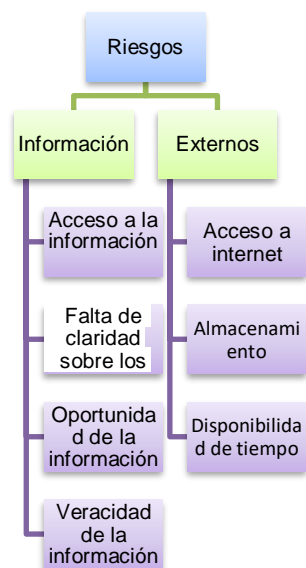 Riesgos
Información
Externos
Acceso a la
información
Falta de
claridad
sobre los
Oportunida
d de la
información
Veracidad
de la
información
Acceso a
internet
Almacenami
ento
Disponibilida
d de tiempo